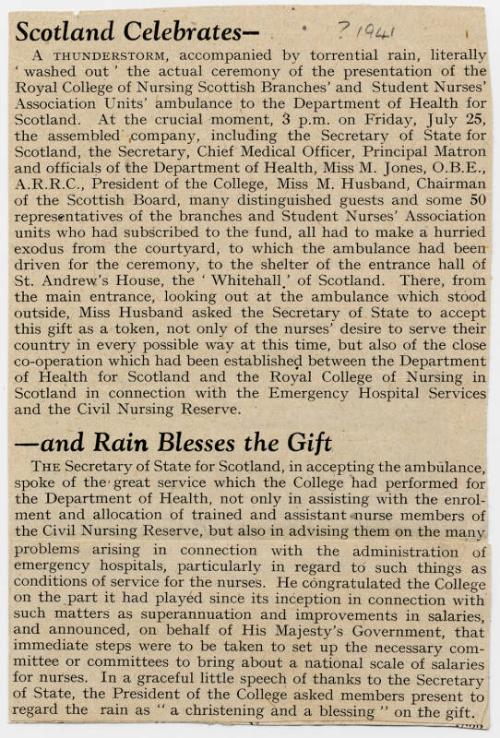 Scotland Celebrates—
? 1941
A THUNDERSTORM, accompanied by torrential rain, literally
' washed out ' the actual ceremony of the presentation of the
Royal College of Nursing Scottish Branches' and Student Nurses'
Association Units' ambulance to the Department of Health for
Scotland. At the crucial moment, 3 p.m. on Friday, July 25,
the assembled company, including the Secretary of State for
Scotland, the Secretary, Chief Medical Officer, Principal Matron
and officials of the Department of Health, Miss M. Jones, O.B.E.,
A.R.R.C., President of the College, Miss M. Husband, Chairman
of the Scottish Board, many distinguished guests and some 50
representatives of the branches and Student Nurses' Association
units who had subscribed to the fund, all had to make a hurried
exodus from the courtyard, to which the ambulance had been
driven for the ceremony, to the shelter of the entrance hall of
St. Andrew's House, the ' Whitehall ' of Scotland. There, from
the main entrance, looking out at the ambulance which stood
outside, Miss Husband asked the Secretary of State to accept
this gift as a token, not only of the nurses' desire to serve their
country in every possible way at this time, but also of the close
co-operation which had been established between the Department
of Health for Scotland and the Royal College of Nursing in
Scotland in connection with the Emergency Hospital Services
and the Civil Nursing Reserve.
—and Rain Blesses the Gift
THE Secretary of State for Scotland, in accepting the ambulance,
spoke of the great service which the College had performed for
the Department of Health, not only in assisting with the enrol-
ment and allocation of trained and assistant nurse members of
the Civil Nursing Reserve, but also in advising them on the many
problems arising in connection with the administration of
emergency hospitals, particularly in regard to such things as
conditions of service for the nurses. He congratulated the College
on the part it had played since its inception in connection with
such matters as superannuation and improvements in salaries,
and announced, on behalf of His Majesty's Government, that
immediate steps were to be taken to set up the necessary com-
mittee or committees to bring about a national scale of salaries
for nurses. In a graceful little speech of thanks to the Secretary
of State, the President of the College asked members present to
regard the rain as " a christening and a blessing " on the gift.